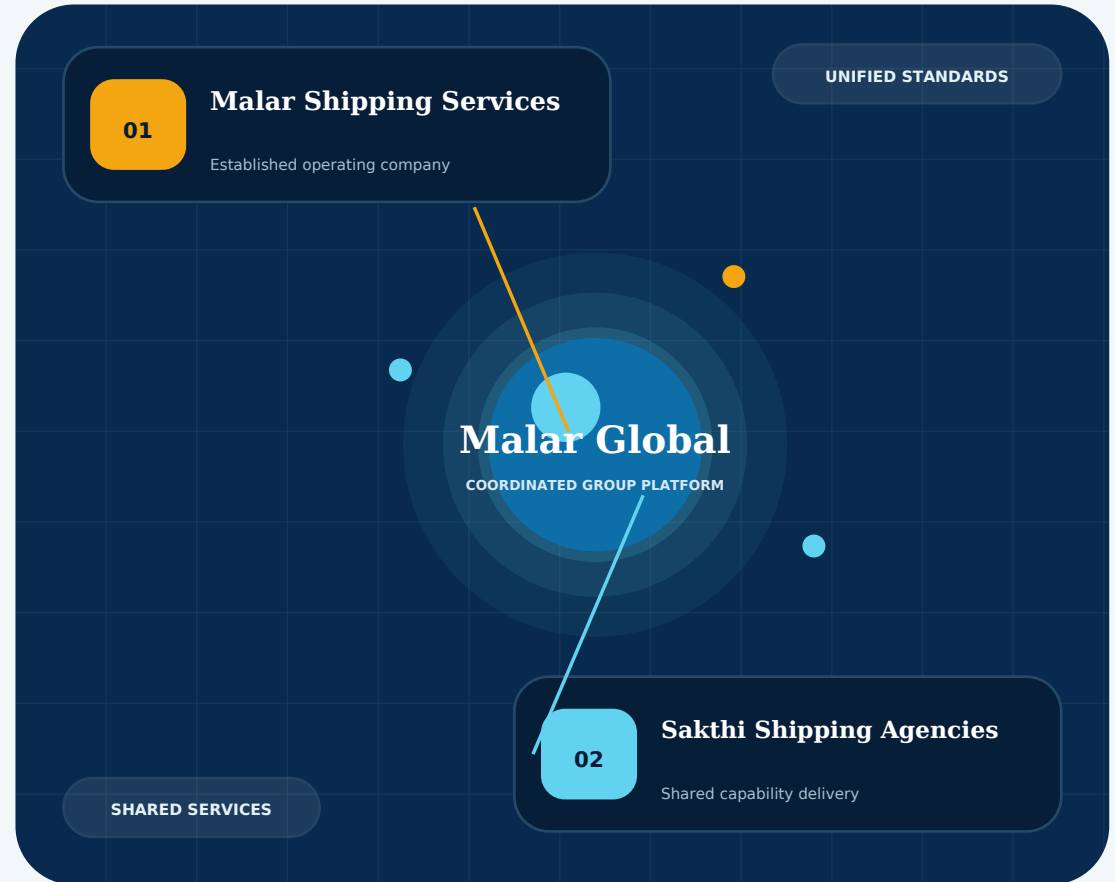 Malar Shipping Services
UNIFIED STANDARDS
01
Established operating company
Malar Global
COORDINATED GROUP PLATFORM
Sakthi Shipping Agencies
02
Shared capability delivery
SHARED SERVICES